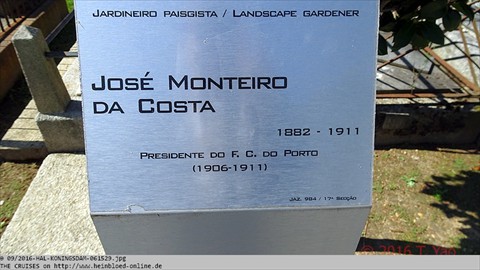 JARDINEIRO PAISGISTA / LANDSCAPE GARDENER
JOSÉ MONTEIRO
DA COSTA
1882 - 1911
PRESIDENTE DO F. C. DO PORTO
(1906-1911)
JAZ. 984 / 17ª SECÇÃO
© 2016 T. Van
@ 09/2016-HAL-KONINGSDAM-061529.jpg
THE CRUISES on http://www.heinbloed-online.de